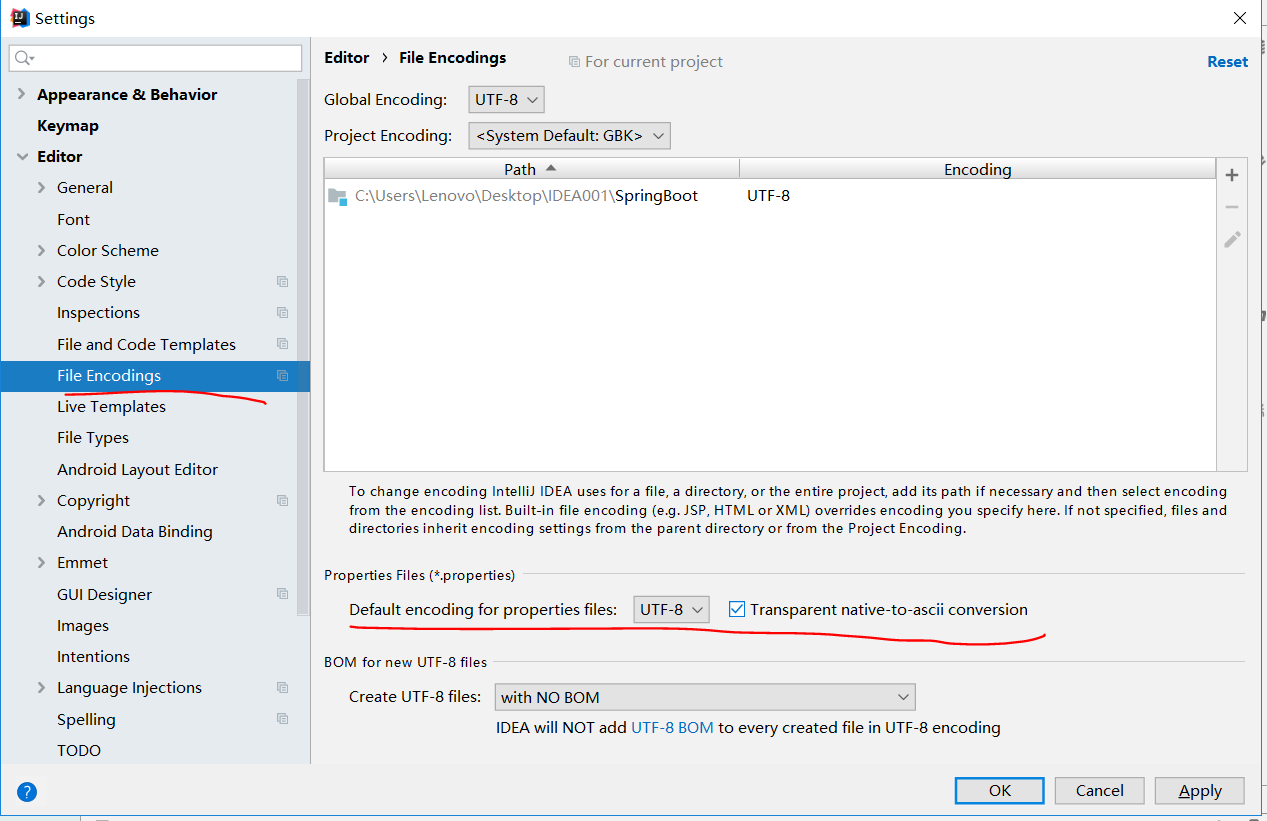 Settings
Appearance & Behavior
Keymap
Editor
General
Font
Color Scheme
Code Style
Inspections
File and Code Templates
File Encodings
Live Templates
File Types
Android Layout Editor
Copyright
Android Data Binding
Emmet
GUI Designer
Images
Intentions
Language Injections
Spelling
TODO
Editor › File Encodings
For current project
Reset
Global Encoding: UTF-8
Project Encoding: <System Default: GBK>
Path Encoding
C:\Users\Lenovo\Desktop\IDEA001\SpringBoot UTF-8
To change encoding IntelliJ IDEA uses for a file, a directory, or the entire project, add its path if necessary and then select encoding
from the encoding list. Built-in file encoding (e.g. JSP, HTML or XML) overrides encoding you specify here. If not specified, files and
directories inherit encoding settings from the parent directory or from the Project Encoding.
Properties Files (*.properties)
Default encoding for properties files: UTF-8 Transparent native-to-ascii conversion
BOM for new UTF-8 files
Create UTF-8 files: with NO BOM
IDEA will NOT add UTF-8 BOM to every created file in UTF-8 encoding
? OK Cancel Apply